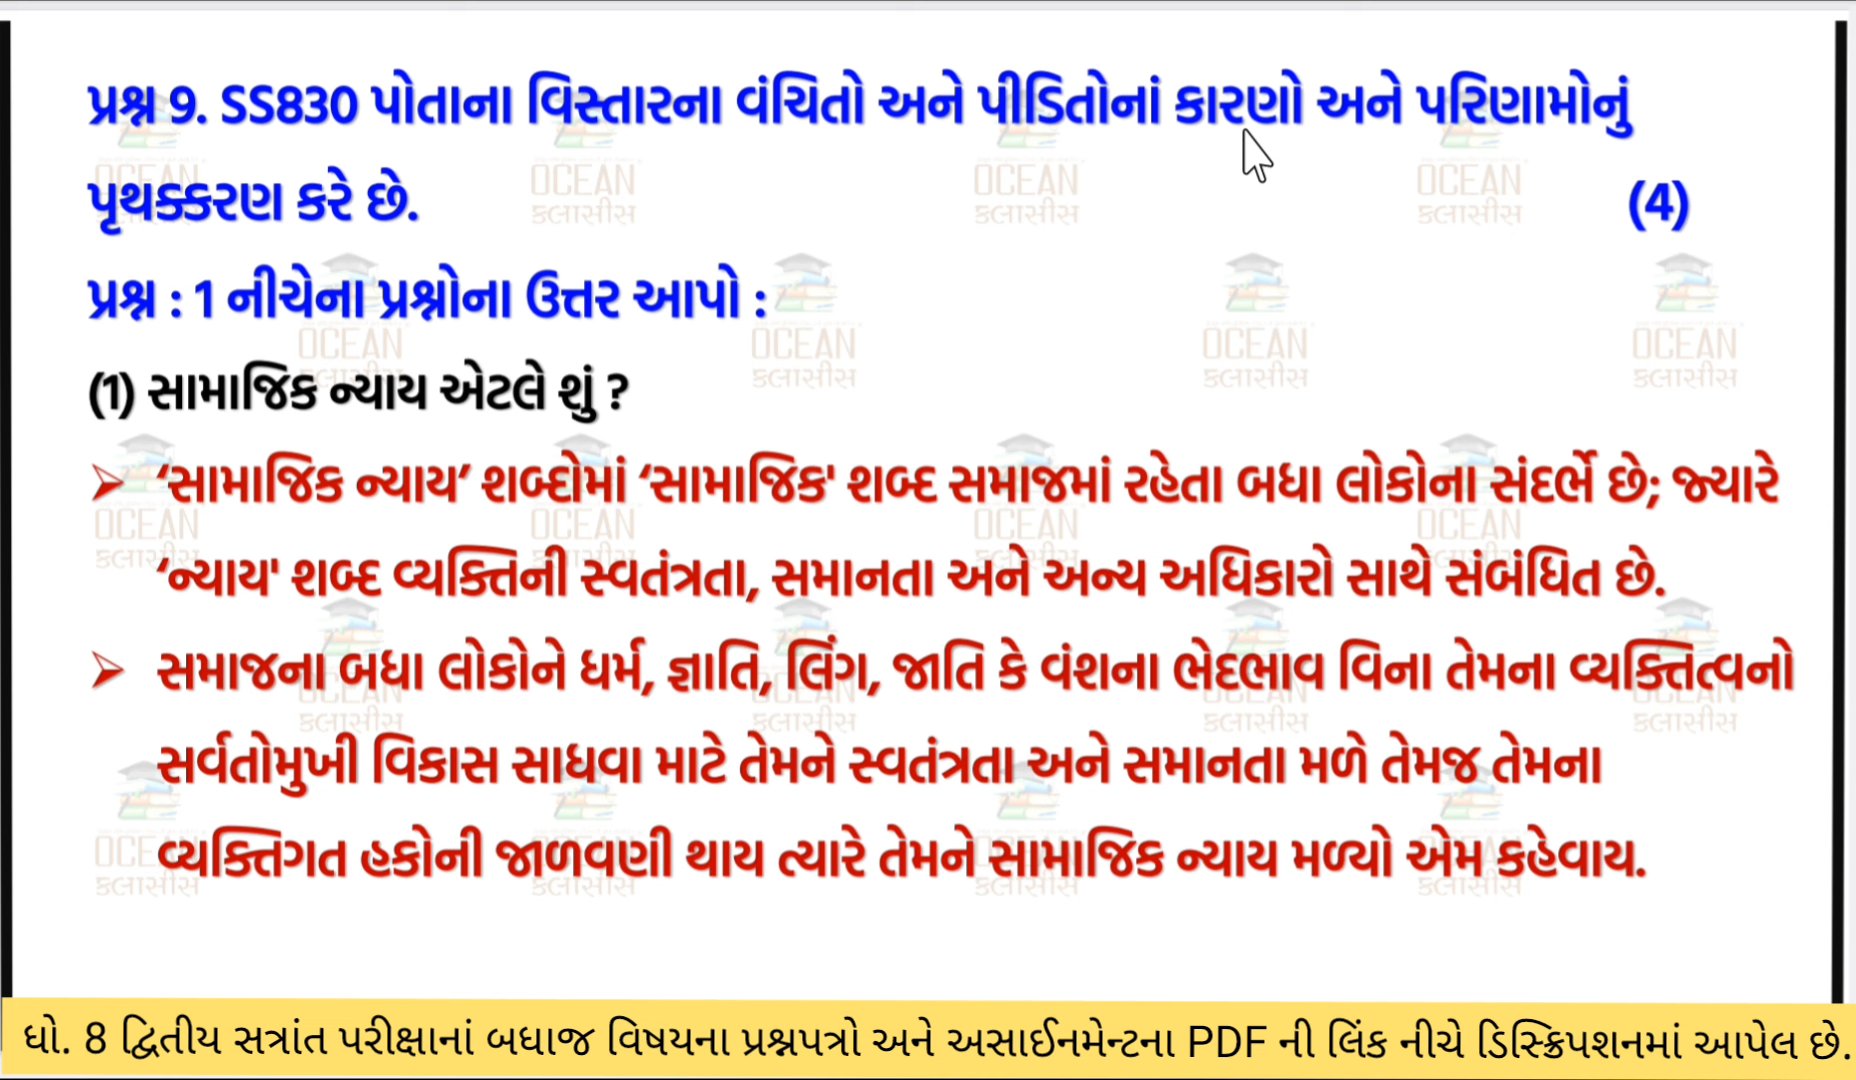 પ્રશ્ન 9. SS830 પોતાના વિસ્તારના વંચિતો અને પીડિતોનાં કારણો અને પરિણામોનું
પૃથક્કરણ કરે છે. (4)
પ્રશ્ન : 1 નીચેના પ્રશ્નોના ઉત્તર આપો :
(1) સામાજિક ન્યાય એટલે શું ?
➢ ‘સામાજિક ન્યાય’ શબ્દોમાં ‘સામાજિક' શબ્દ સમાજમાં રહેતા બધા લોકોના સંદર્ભે છે; જ્યારે
‘ન્યાય' શબ્દ વ્યક્તિની સ્વતંત્રતા, સમાનતા અને અન્ય અધિકારો સાથે સંબંધિત છે.
➢ સમાજના બધા લોકોને ધર્મ, જ્ઞાતિ, લિંગ, જાતિ કે વંશના ભેદભાવ વિના તેમના વ્યક્તિત્વનો
સર્વતોમુખી વિકાસ સાધવા માટે તેમને સ્વતંત્રતા અને સમાનતા મળે તેમજ તેમના
વ્યક્તિગત હકોની જાળવણી થાય ત્યારે તેમને સામાજિક ન્યાય મળ્યો એમ કહેવાય.
OCEAN
કલાસીસ
ધો. 8 દ્વિતીય સત્રાંત પરીક્ષાનાં બધાજ વિષયના પ્રશ્નપત્રો અને અસાઈનમેન્ટના PDF ની લિંક નીચે ડિસ્ક્રિપશનમાં આપેલ છે.